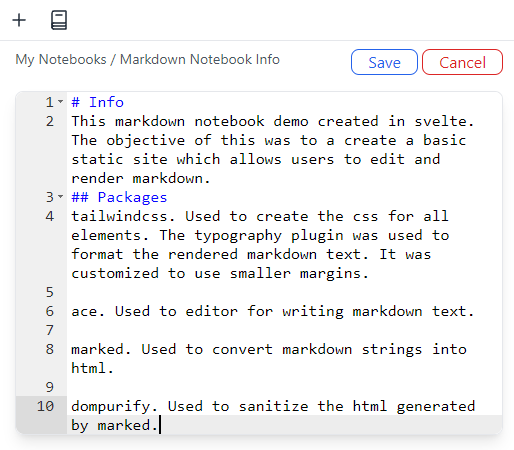 My Notebooks / Markdown Notebook Info
Save
Cancel
1 # Info
2 This markdown notebook demo created in svelte.
The objective of this was to a create a basic
static site which allows users to edit and
render markdown.
3 ## Packages
4 tailwindcss. Used to create the css for all
elements. The typography plugin was used to
format the rendered markdown text. It was
customized to use smaller margins.
5
6 ace. Used to editor for writing markdown text.
7
8 marked. Used to convert markdown strings into
html.
9
10 dompurify. Used to sanitize the html generated
by marked.